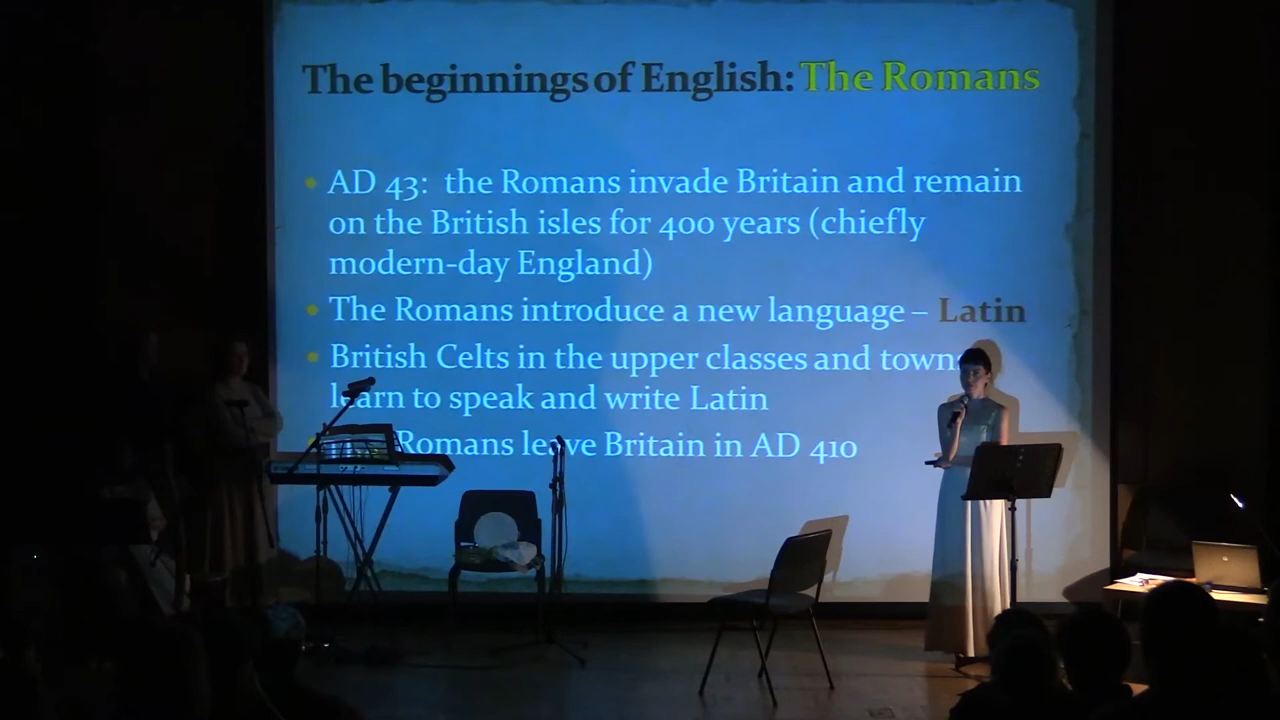 The beginnings of English: The Romans
• AD 43: the Romans invade Britain and remain
on the British isles for 400 years (chiefly
modern-day England)
• The Romans introduce a new language – Latin
• British Celts in the upper classes and towns
learn to speak and write Latin
Romans leave Britain in AD 410